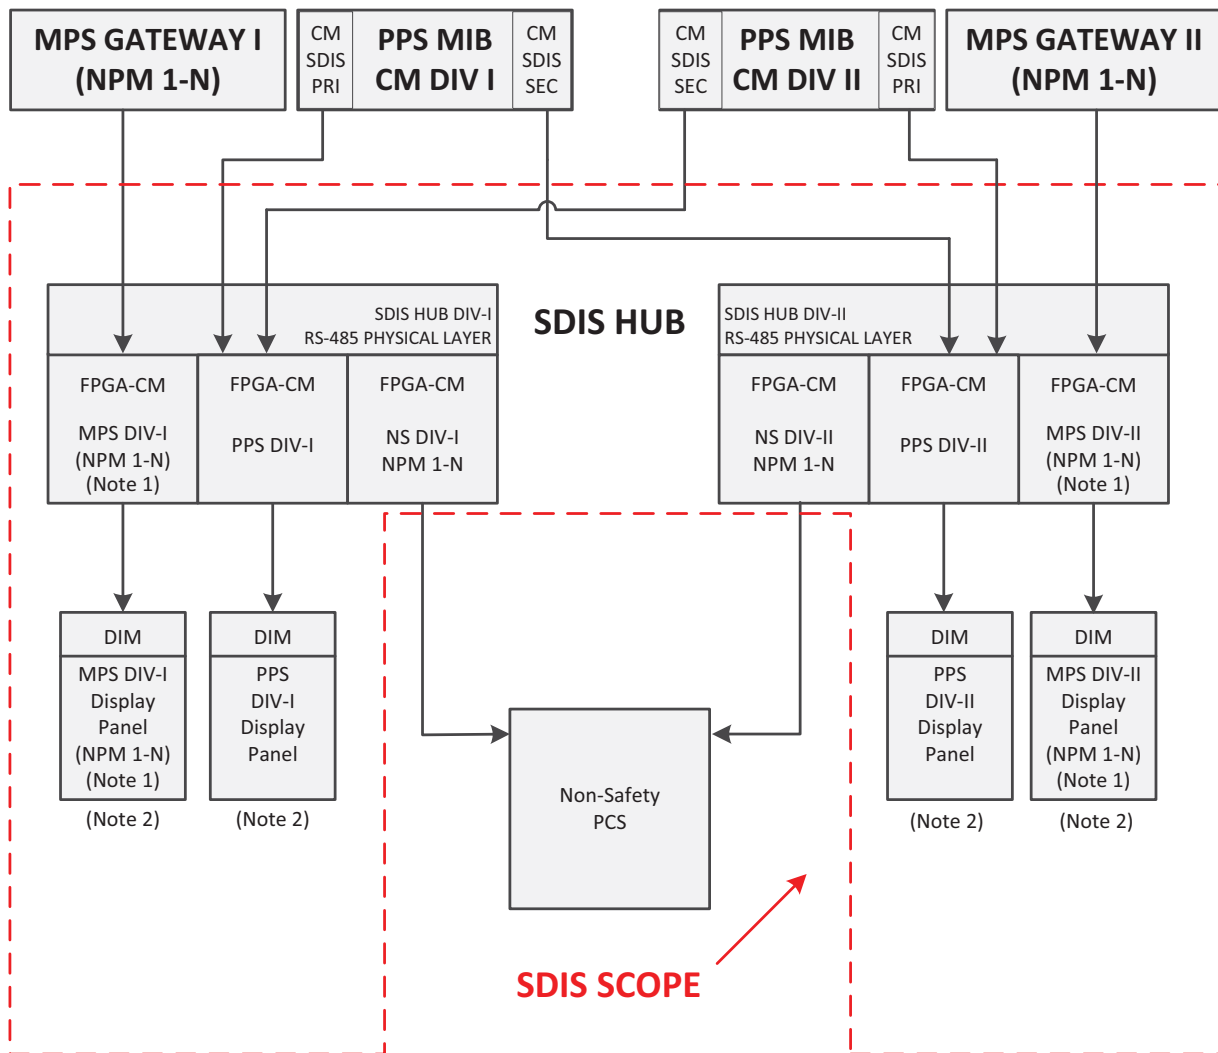 MPS GATEWAY I
(NPM 1-N)
CM
SDIS
PRI
PPS MIB
CM DIV I
CM
SDIS
SEC
CM
SDIS
SEC
PPS MIB
CM DIV II
CM
SDIS
PRI
MPS GATEWAY II
(NPM 1-N)
SDIS HUB DIV-I
RS-485 PHYSICAL LAYER
SDIS HUB
SDIS HUB DIV-II
RS-485 PHYSICAL LAYER
FPGA-CM
MPS DIV-I
(NPM 1-N)
(Note 1)
FPGA-CM
PPS DIV-I
FPGA-CM
NS DIV-I
NPM 1-N
FPGA-CM
NS DIV-II
NPM 1-N
FPGA-CM
PPS DIV-II
FPGA-CM
MPS DIV-II
(NPM 1-N)
(Note 1)
DIM
MPS DIV-I
Display
Panel
(NPM 1-N)
(Note 1)
(Note 2)
DIM
PPS
DIV-I
Display
Panel
(Note 2)
Non-Safety
PCS
DIM
PPS
DIV-II
Display
Panel
(Note 2)
DIM
MPS DIV-II
Display
Panel
(NPM 1-N)
(Note 1)
(Note 2)
SDIS SCOPE